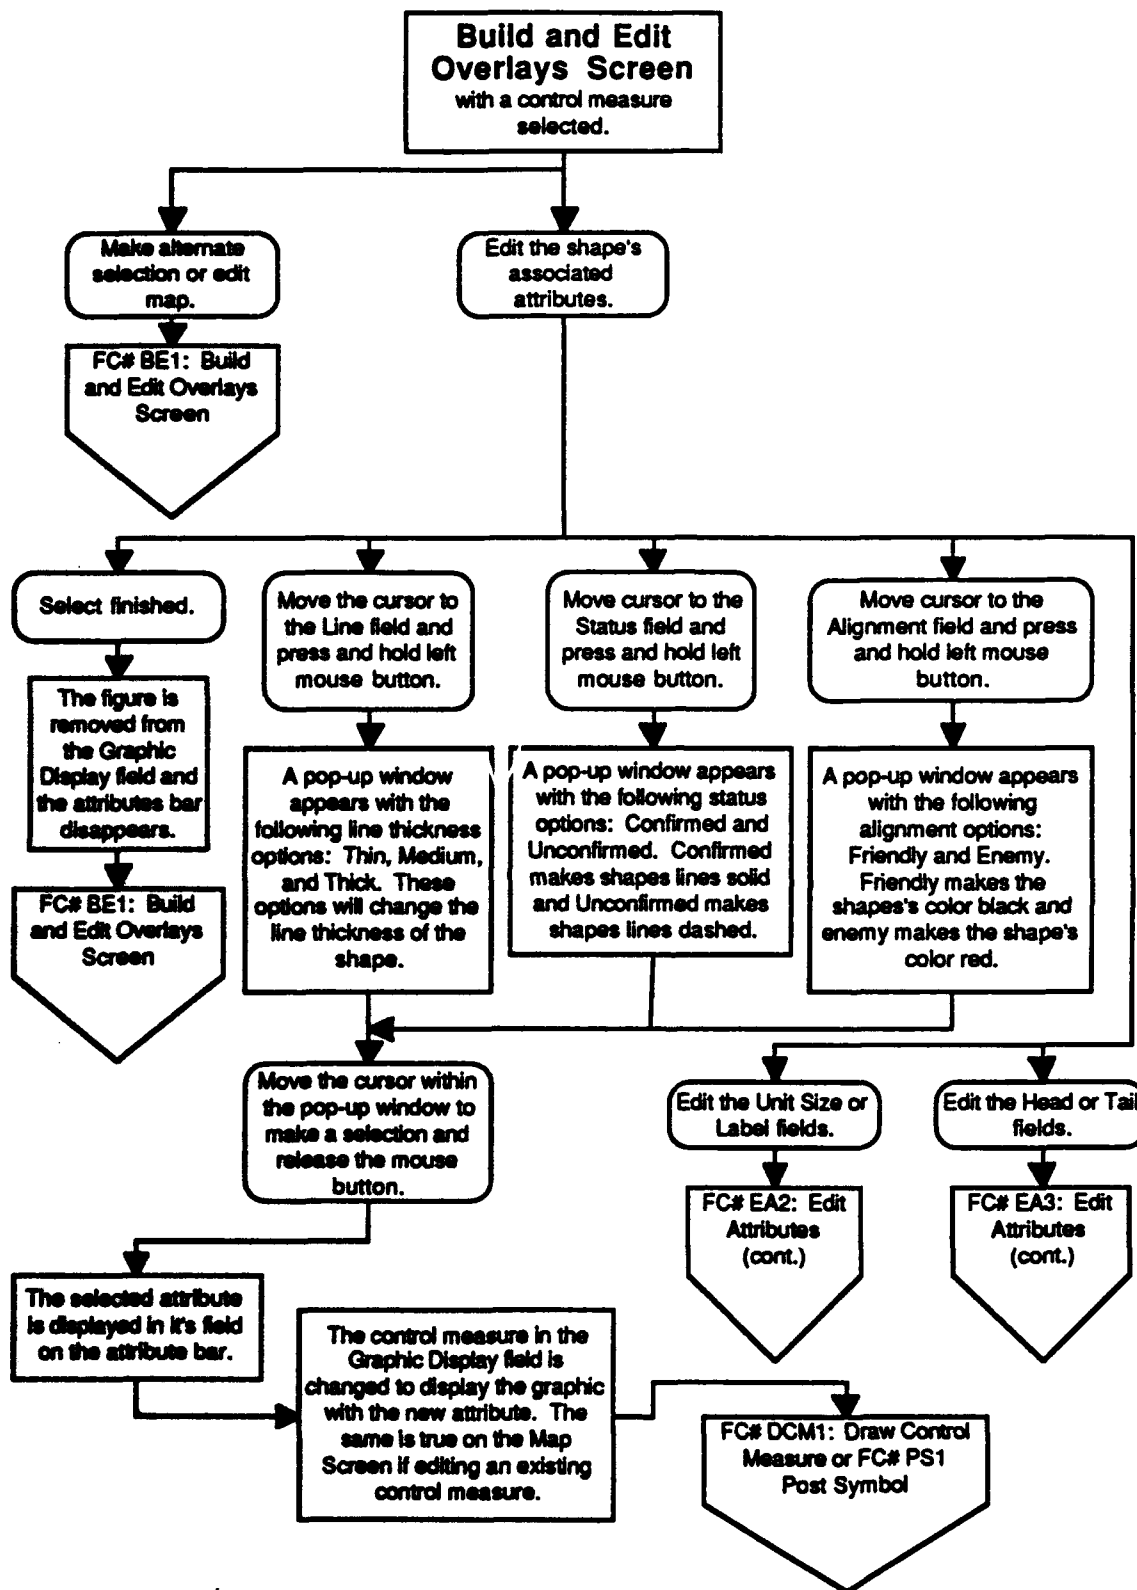 Build and Edit
Overlays Screen
with a control measure
selected.
Make alternate
selection or edit
map.
Edit the shape's
associated
attributes.
FC# BE1: Build
and Edit Overlays
Screen
Select finished.
Move the cursor to
the Line field and
press and hold left
mouse button.
Move cursor to the
Status field and
press and hold left
mouse button.
Move cursor to the
Alignment field and press
and hold left mouse
button.
The figure is
removed from
the Graphic
Display field and
the attributes bar
disappears.
A pop-up window
appears with the
following line thickness
options: Thin, Medium,
and Thick. These
options will change the
line thickness of the
shape.
A pop-up window appears
with the following status
options: Confirmed and
Unconfirmed. Confirmed
makes shapes lines solid
and Unconfirmed makes
shapes lines dashed.
A pop-up window appears
with the following
alignment options:
Friendly and Enemy.
Friendly makes the
shapes's color black and
enemy makes the shape's
color red.
FC# BE1: Build
and Edit Overlays
Screen
Move the cursor within
the pop-up window to
make a selection and
release the mouse
button.
Edit the Unit Size or
Label fields.
Edit the Head or Tail
fields.
FC# EA2: Edit
Attributes
(cont.)
FC# EA3: Edit
Attributes
(cont.)
The selected attribute
is displayed in it's field
on the attribute bar.
The control measure in the
Graphic Display field is
changed to display the graphic
with the new attribute. The
same is true on the Map
Screen if editing an existing
control measure.
FC# DCM1: Draw Control
Measure or FC# PS1
Post Symbol